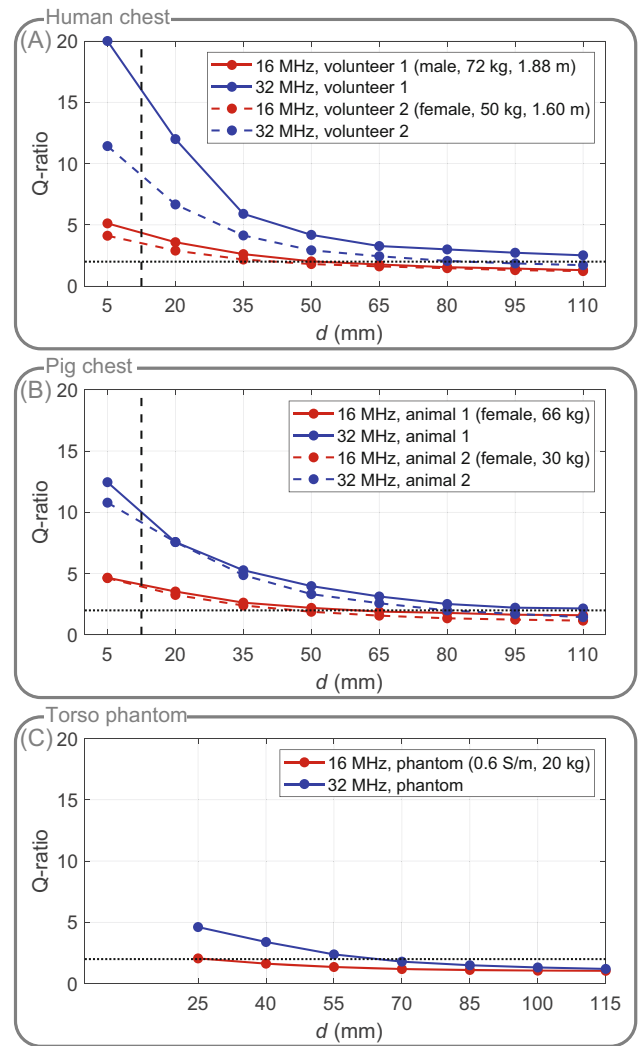 Human chest
(A)
20
15
10
5
0
Q-ratio
16 MHz, volunteer 1 (male, 72 kg, 1.88 m)
32 MHz, volunteer 1
16 MHz, volunteer 2 (female, 50 kg, 1.60 m)
32 MHz, volunteer 2
5 20 35 50 65 80 95 110
d (mm)
Pig chest
(B)
20
15
10
5
0
Q-ratio
16 MHz, animal 1 (female, 66 kg)
32 MHz, animal 1
16 MHz, animal 2 (female, 30 kg)
32 MHz, animal 2
5 20 35 50 65 80 95 110
d (mm)
Torso phantom
(C)
20
15
10
5
0
Q-ratio
16 MHz, phantom (0.6 S/m, 20 kg)
32 MHz, phantom
25 40 55 70 85 100 115
d (mm)